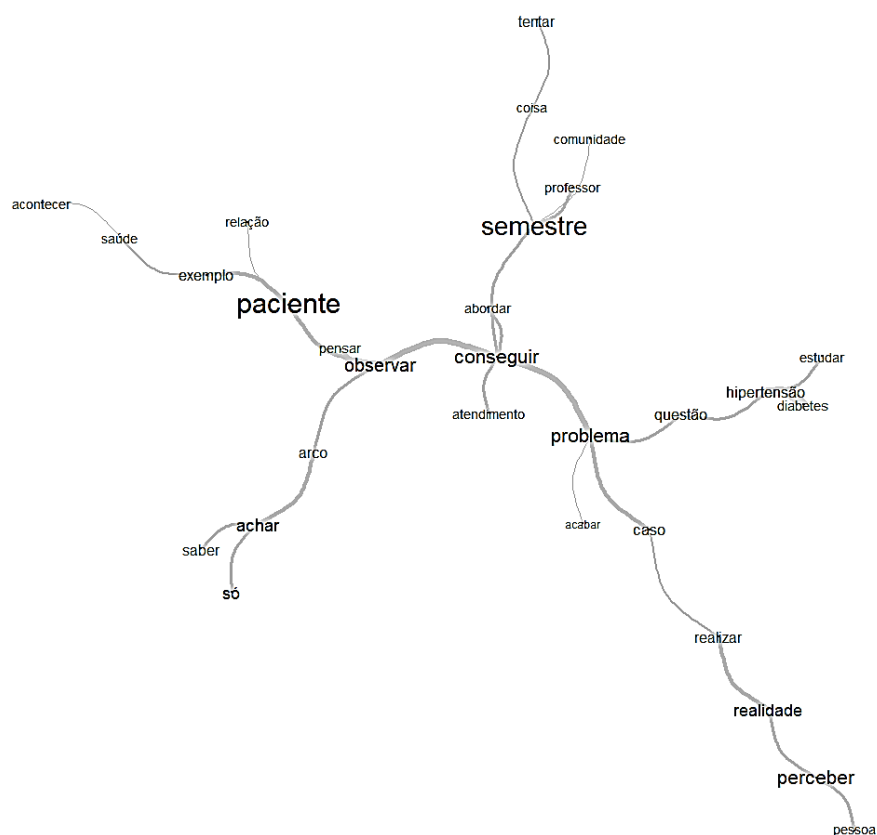 tentar
coisa
comunidade
professor
acontecer
relação
semestre
saúde
exemplo
paciente
abordar
pensar
conseguir
observar
estudar
hipertensão
diabetes
atendimento
questão
problema
arco
achar
acabar
caso
saber
só
realizar
realidade
perceber
pessoa